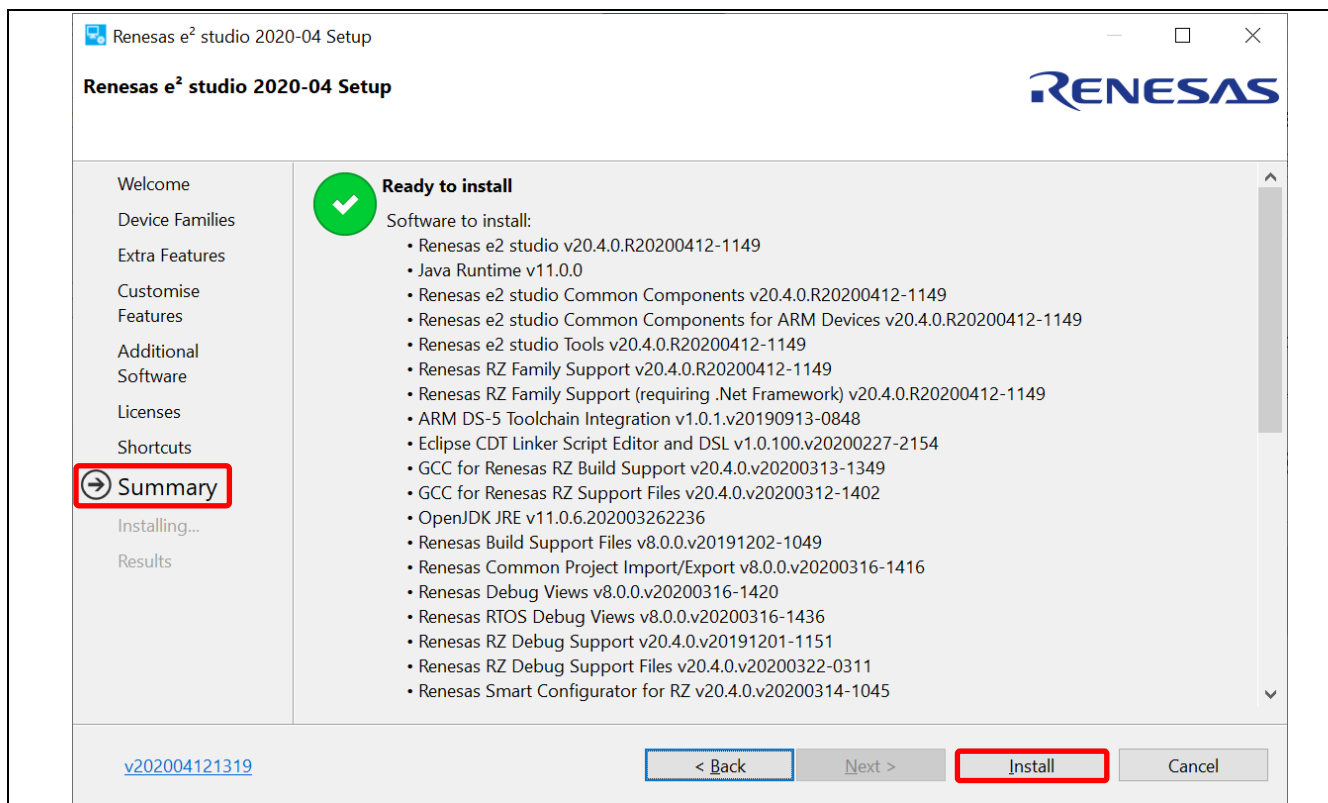 Renesas e² studio 2020-04 Setup
Renesas e² studio 2020-04 Setup
RENESAS
Welcome
Device Families
Extra Features
Customise
Features
Additional
Software
Licenses
Shortcuts
Summary
Installing...
Results
Ready to install
Software to install:
• Renesas e2 studio v20.4.0.R20200412-1149
• Java Runtime v11.0.0
• Renesas e2 studio Common Components v20.4.0.R20200412-1149
• Renesas e2 studio Common Components for ARM Devices v20.4.0.R20200412-1149
• Renesas e2 studio Tools v20.4.0.R20200412-1149
• Renesas RZ Family Support v20.4.0.R20200412-1149
• Renesas RZ Family Support (requiring .Net Framework) v20.4.0.R20200412-1149
• ARM DS-5 Toolchain Integration v1.0.1.v20190913-0848
• Eclipse CDT Linker Script Editor and DSL v1.0.100.v20200227-2154
• GCC for Renesas RZ Build Support v20.4.0.v20200313-1349
• GCC for Renesas RZ Support Files v20.4.0.v20200312-1402
• OpenJDK JRE v11.0.6.202003262236
• Renesas Build Support Files v8.0.0.v20191202-1049
• Renesas Common Project Import/Export v8.0.0.v20200316-1416
• Renesas Debug Views v8.0.0.v20200316-1420
• Renesas RTOS Debug Views v8.0.0.v20200316-1436
• Renesas RZ Debug Support v20.4.0.v20191201-1151
• Renesas RZ Debug Support Files v20.4.0.v20200322-0311
• Renesas Smart Configurator for RZ v20.4.0.v20200314-1045
v202004121319
< Back
Next >
Install
Cancel